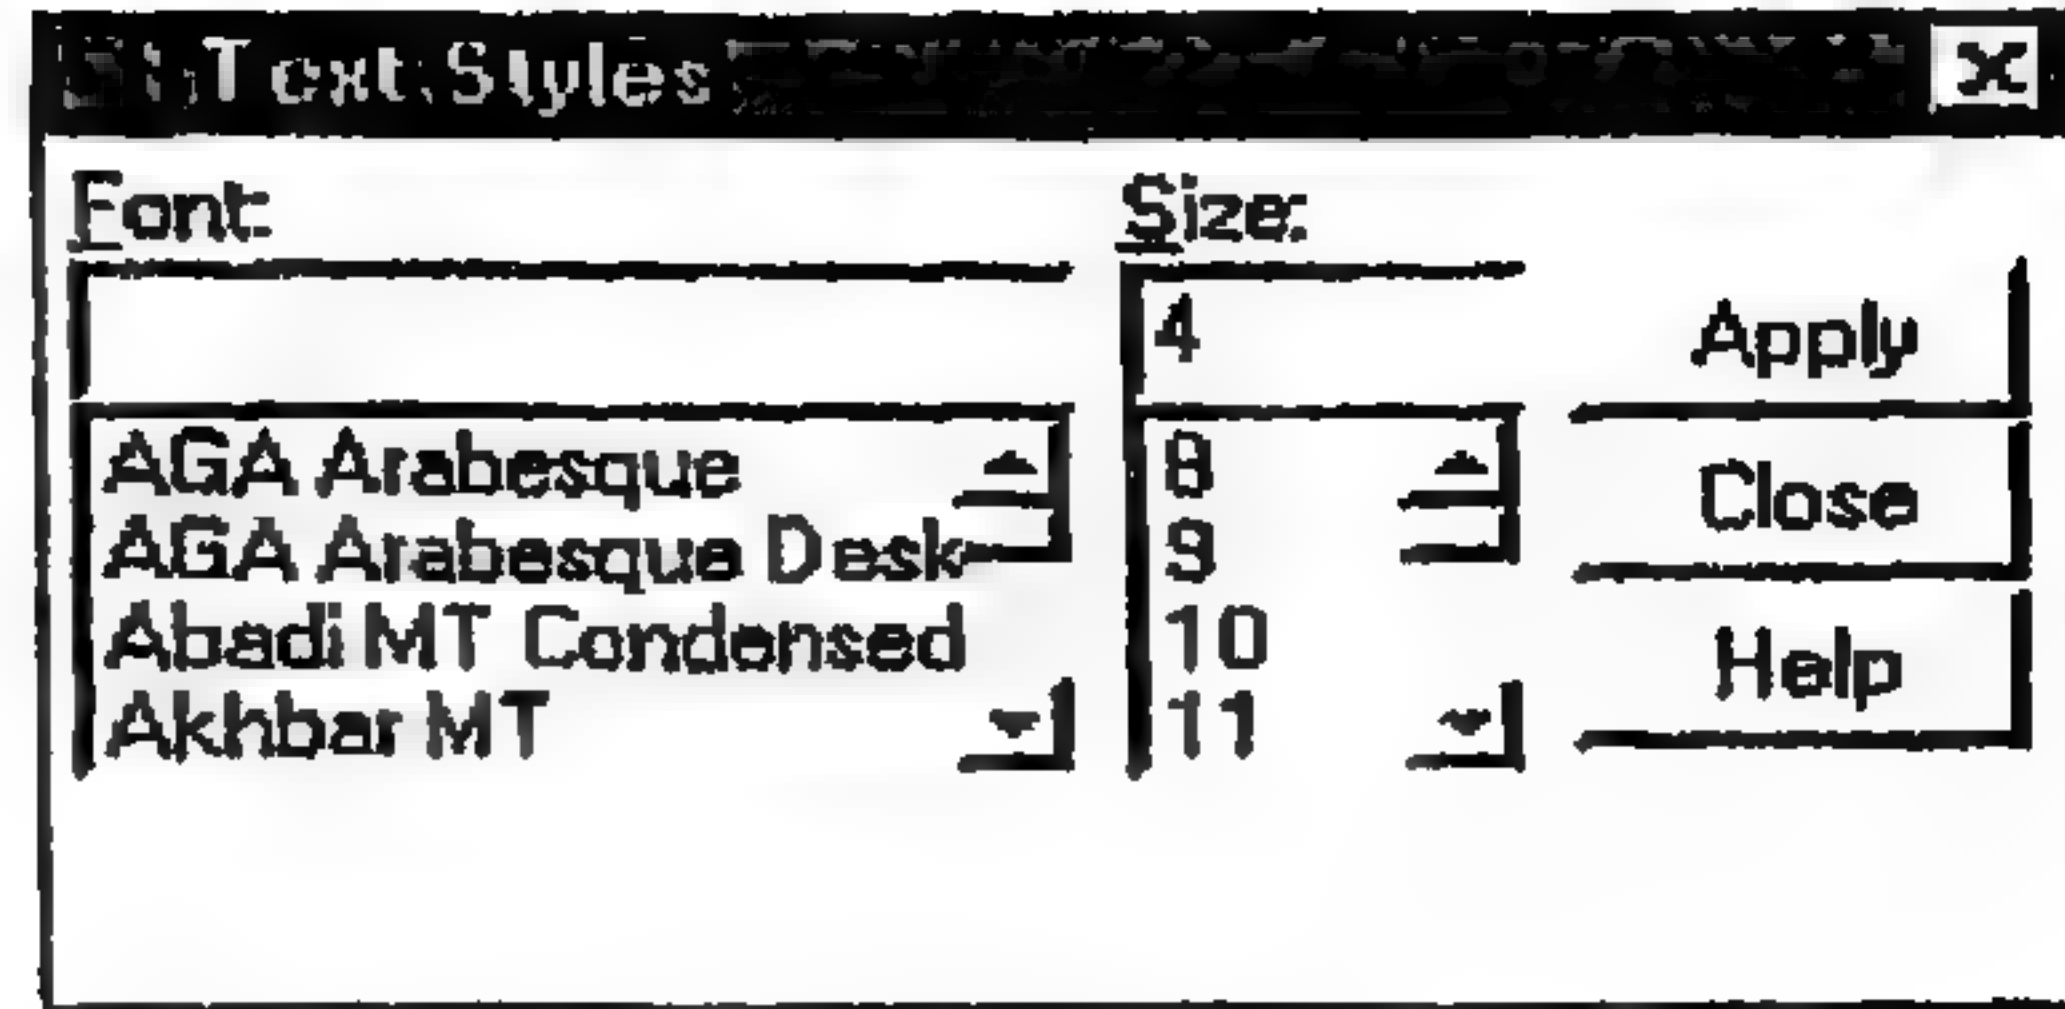 Text Styles
Font:
Size:
4
Apply
AGA Arabesque
8
Close
AGA Arabesque Desk
9
Abadi MT Condensed
10
Help
Akhbar MT
11